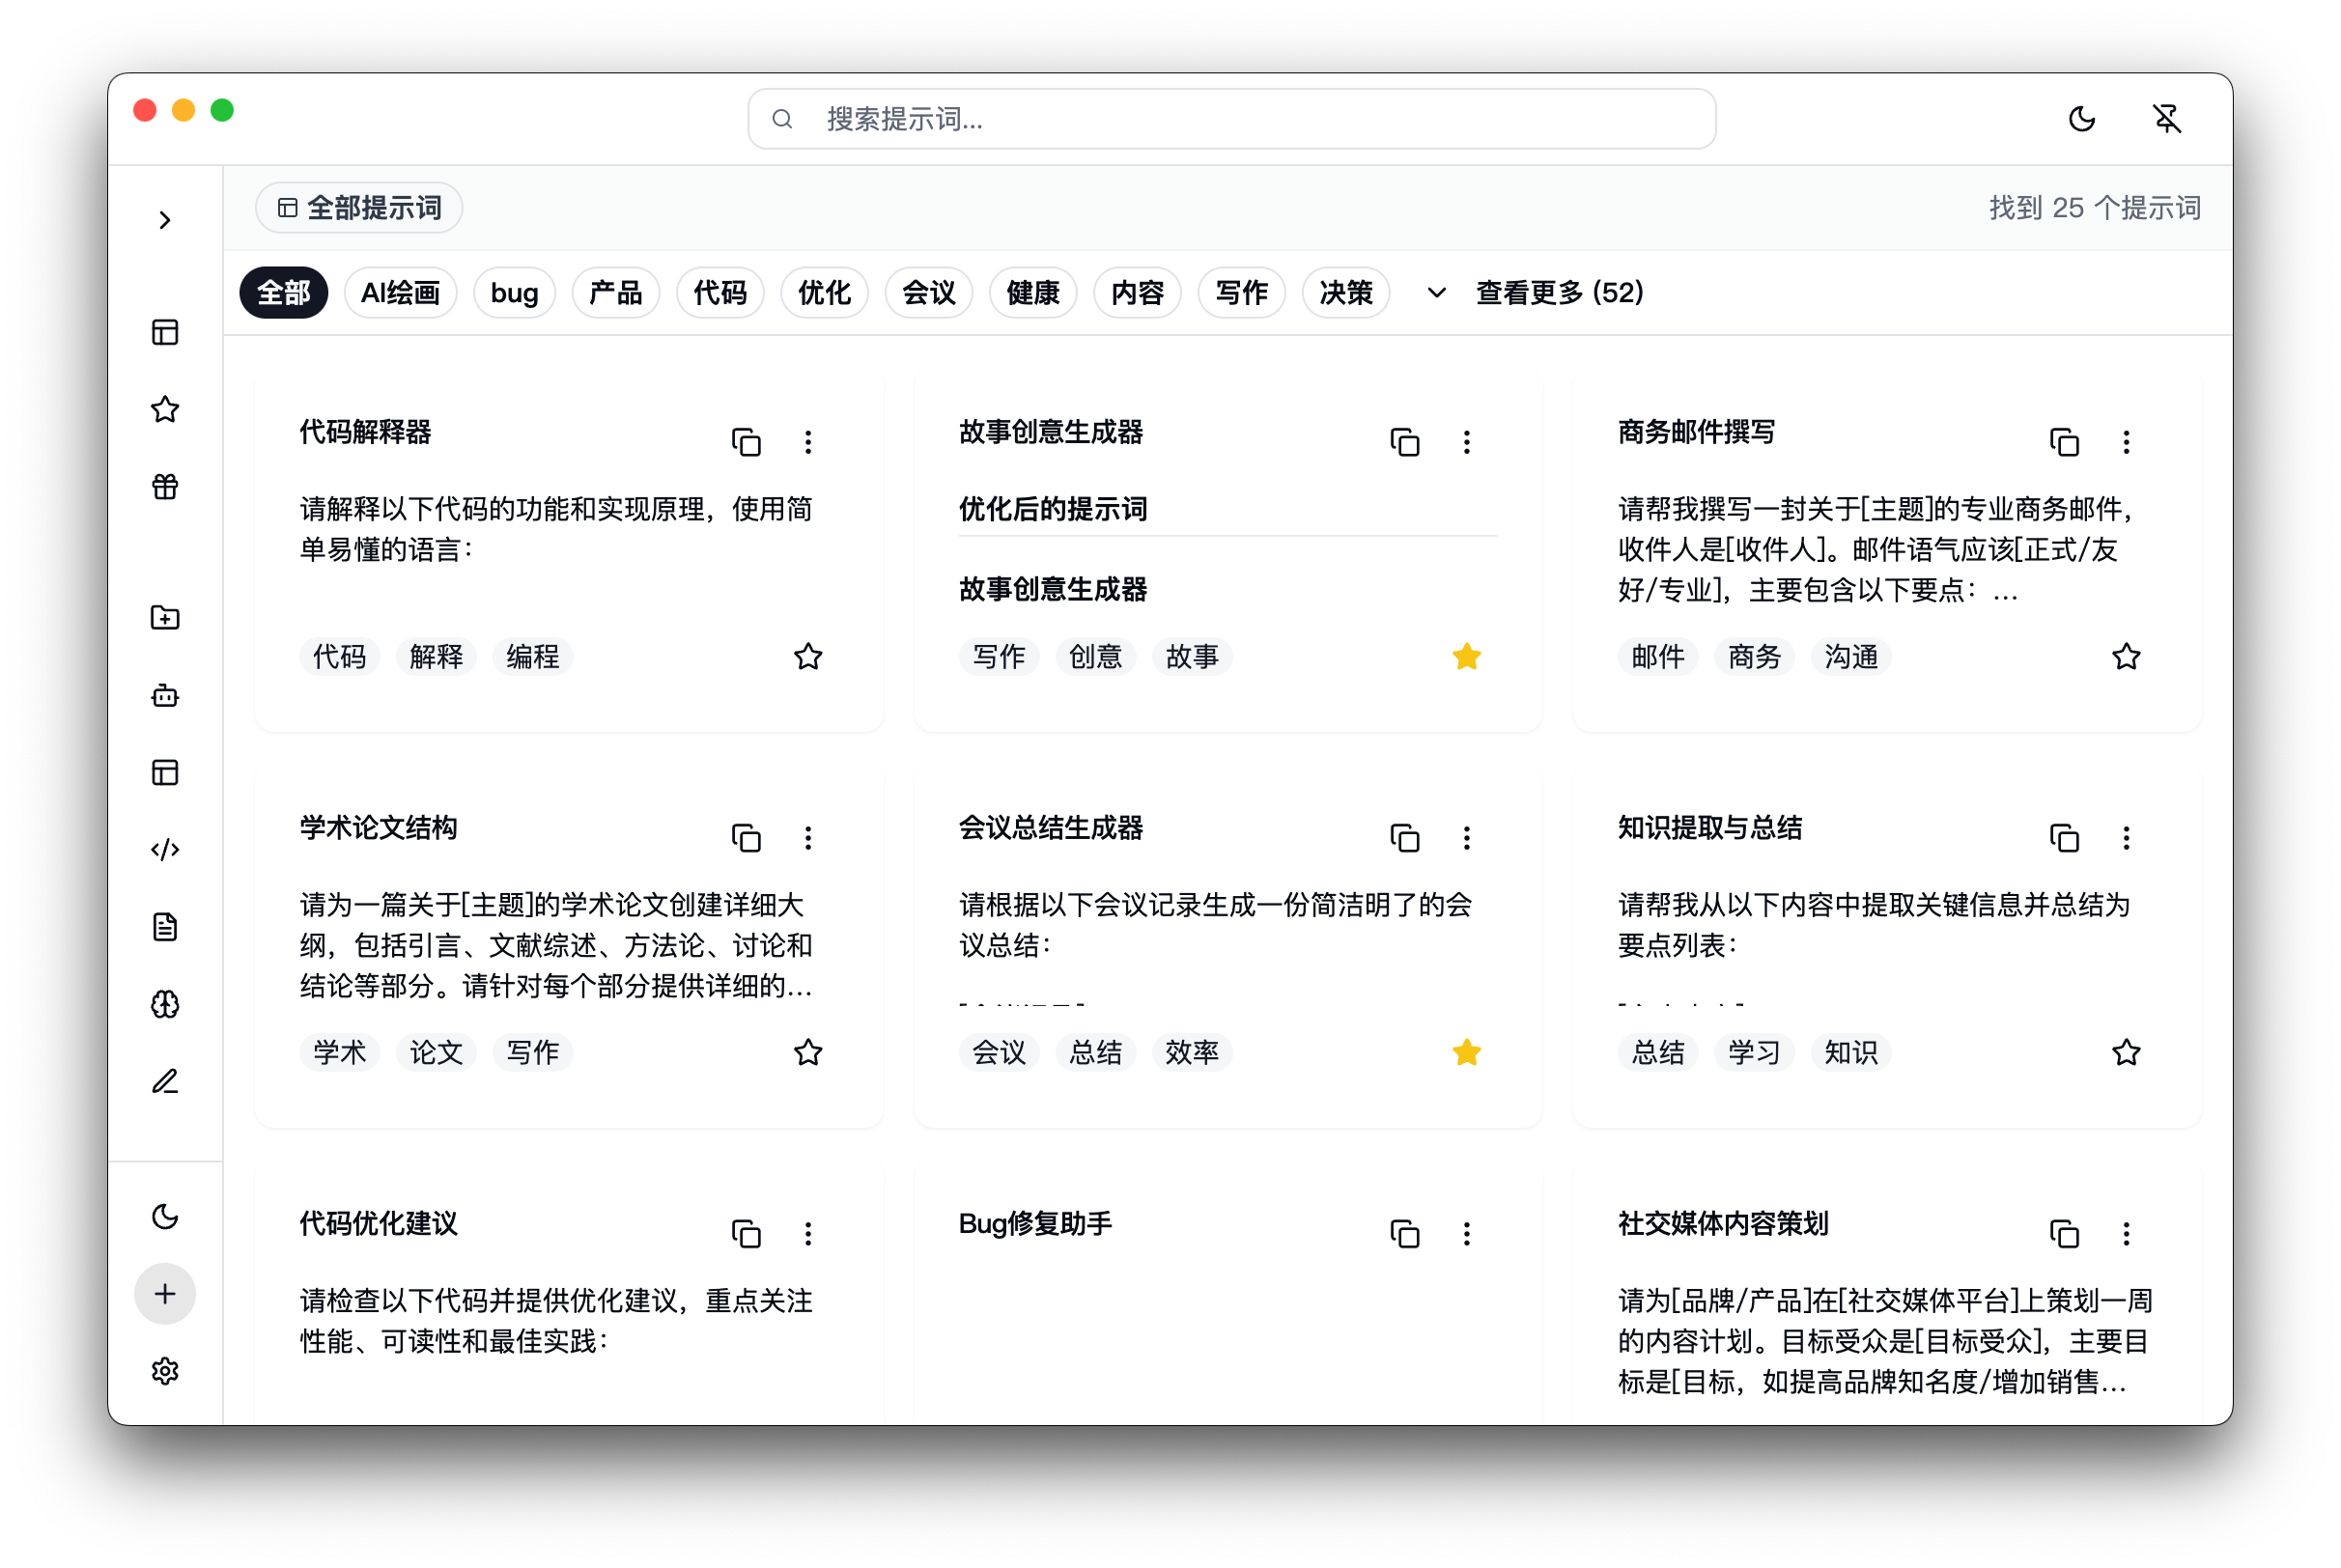 搜索提示词...
全部提示词
找到 25 个提示词
全部 AI绘画 bug 产品 代码 优化 会议 健康 内容 写作 决策 查看更多 (52)
代码解释器
请解释以下代码的功能和实现原理，使用简
单易懂的语言：
代码 解释 编程
故事创意生成器
优化后的提示词
故事创意生成器
写作 创意 故事
商务邮件撰写
请帮我撰写一封关于[主题]的专业商务邮件，
收件人是[收件人]。邮件语气应该[正式/友
好/专业]，主要包含以下要点：...
邮件 商务 沟通
学术论文结构
请为一篇关于[主题]的学术论文创建详细大
纲，包括引言、文献综述、方法论、讨论和
结论等部分。请针对每个部分提供详细的...
学术 论文 写作
会议总结生成器
请根据以下会议记录生成一份简洁明了的会
议总结：
会议 总结 效率
知识提取与总结
请帮我从以下内容中提取关键信息并总结为
要点列表：
总结 学习 知识
代码优化建议
请检查以下代码并提供优化建议，重点关注
性能、可读性和最佳实践：
Bug修复助手
社交媒体内容策划
请为[品牌/产品]在[社交媒体平台]上策划一周
的内容计划。目标受众是[目标受众]，主要目
标是[目标，如提高品牌知名度/增加销售...